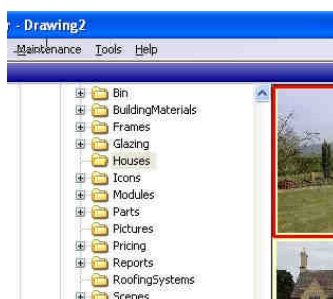 - Drawing2
Maintenance Tools Help
Bin
BuildingMaterials
Frames
Glazing
Houses
Icons
Modules
Parts
Pictures
Pricing
Reports
RoofingSystems
Scenes